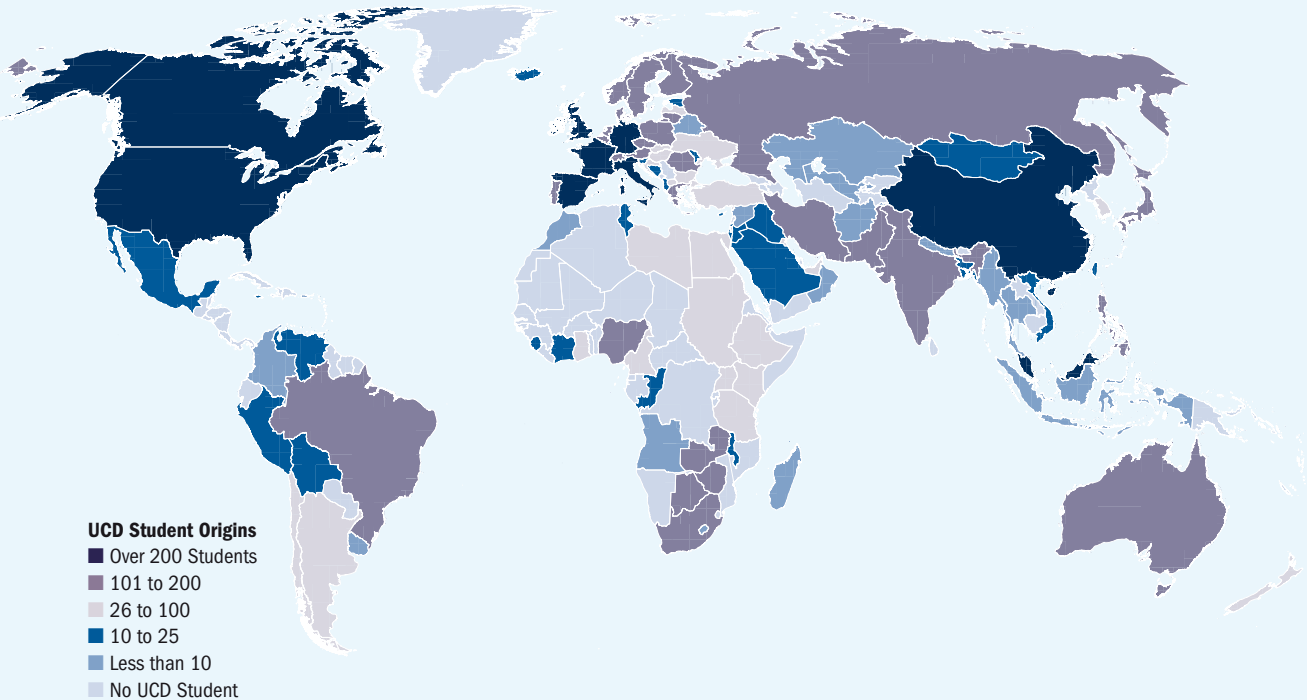 UCD Student Origins
Over 200 Students
101 to 200
26 to 100
10 to 25
Less than 10
No UCD Student